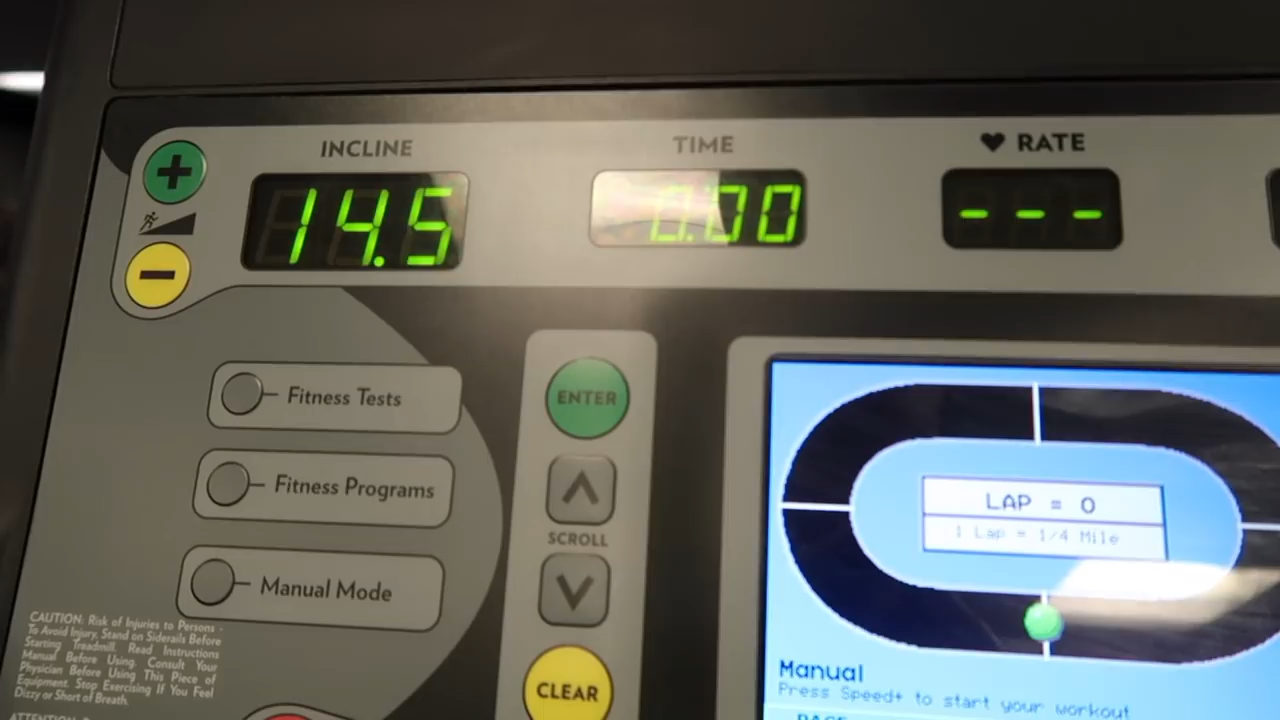 INCLINE
TIME
RATE
14.5
0:00
- - -
Fitness Tests
Fitness Programs
Manual Mode
ENTER
SCROLL
CLEAR
LAP = 0
1 Lap = 1/4 Mile
Manual
Press Speed+ to start your workout
CAUTION: Risk of Injuries to Persons -
To Avoid Injury, Stand on Siderails Before
Starting Treadmill. Read Instructions
Manual Before Using. Consult Your
Physician Before Using This Piece of
Equipment. Stop Exercising If You Feel
Dizzy or Short of Breath.